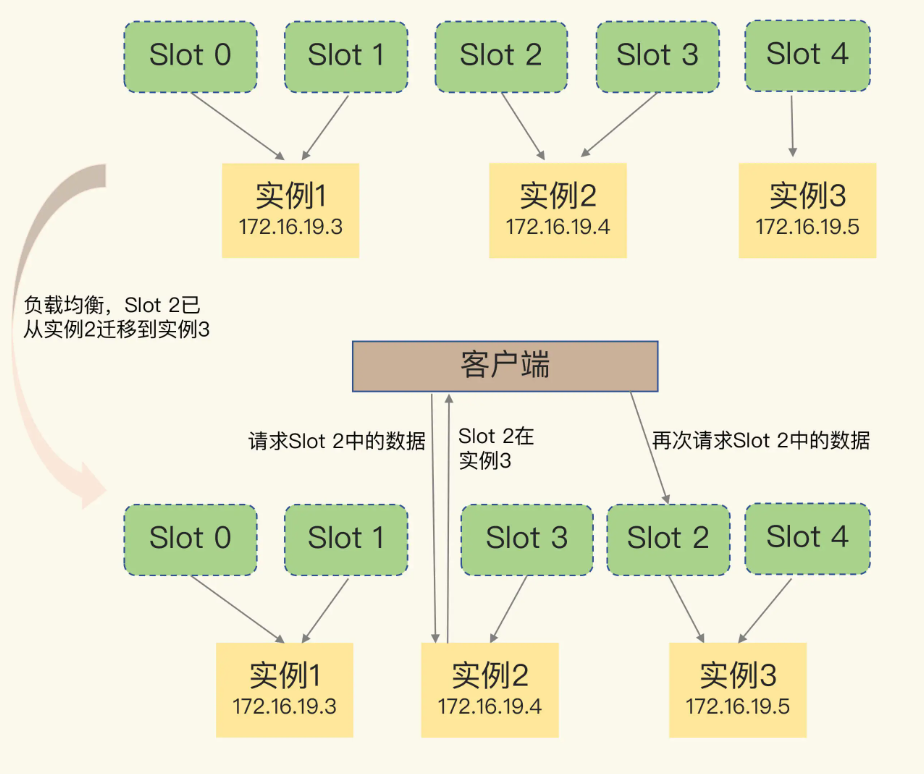 Slot 0
Slot 1
Slot 2
Slot 3
Slot 4
实例1
172.16.19.3
实例2
172.16.19.4
实例3
172.16.19.5
负载均衡，Slot 2已
从实例2迁移到实例3
客户端
请求Slot 2中的数据
Slot 2在
实例3
再次请求Slot 2中的数据
Slot 0
Slot 1
Slot 3
Slot 2
Slot 4
实例1
172.16.19.3
实例2
172.16.19.4
实例3
172.16.19.5